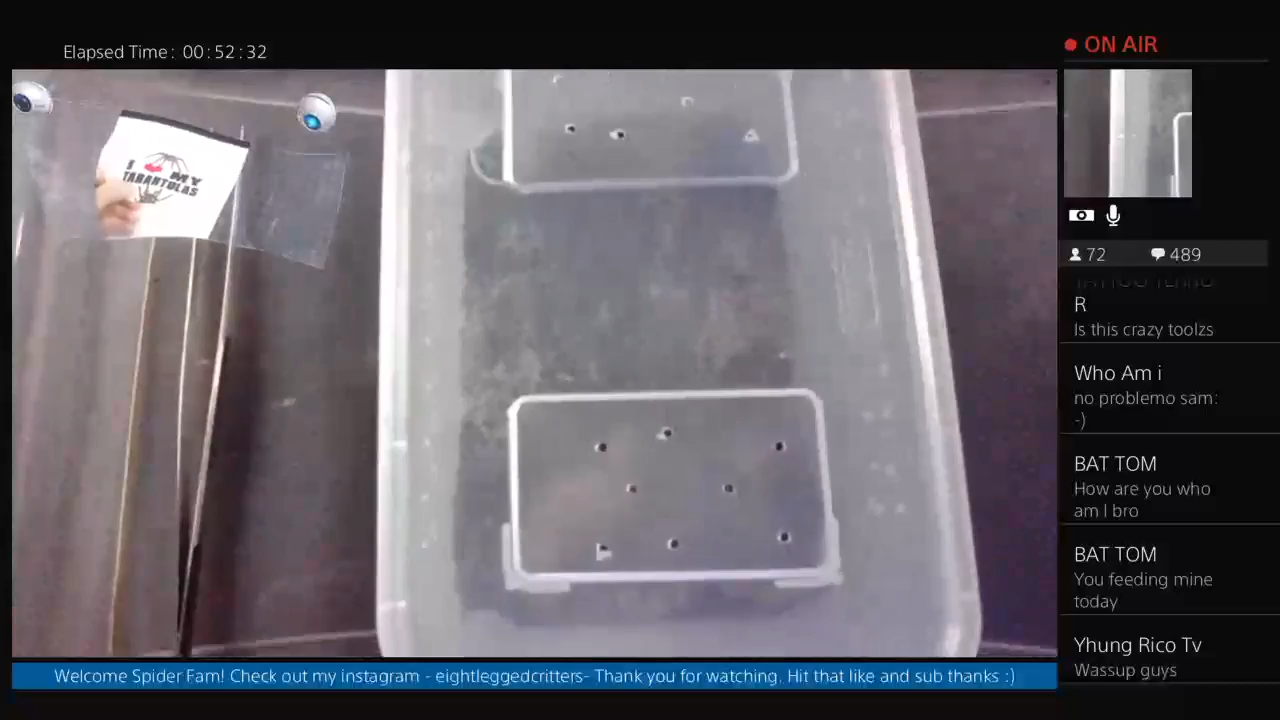 Elapsed Time: 00:52:32
ON AIR
I MY
TARANTULAS
72 489
R
Is this crazy toolzs
Who Am i
no problemo sam:
-)
BAT TOM
How are you who
am I bro
BAT TOM
You feeding mine
today
Yhung Rico Tv
Wassup guys
Welcome Spider Fam! Check out my instagram - eightleggedcritters- Thank you for watching. Hit that like and sub thanks :)